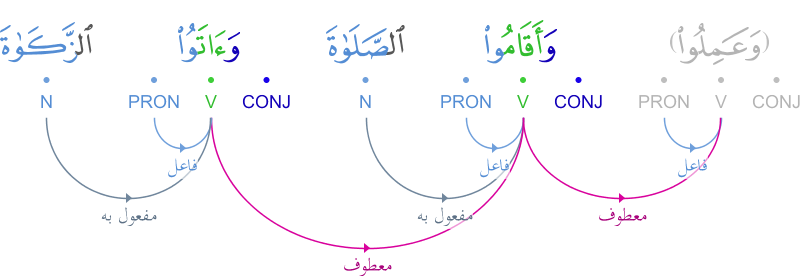 (وَعَمِلُوا۟) وَأَقَامُوا۟ ٱلصَّلَوٰةَ وَءَاتَوُا۟ ٱلزَّكَوٰةَ
CONJ V PRON CONJ V PRON N CONJ V PRON N
فاعل فاعل فاعل
معطوف مفعول به مفعول به
معطوف